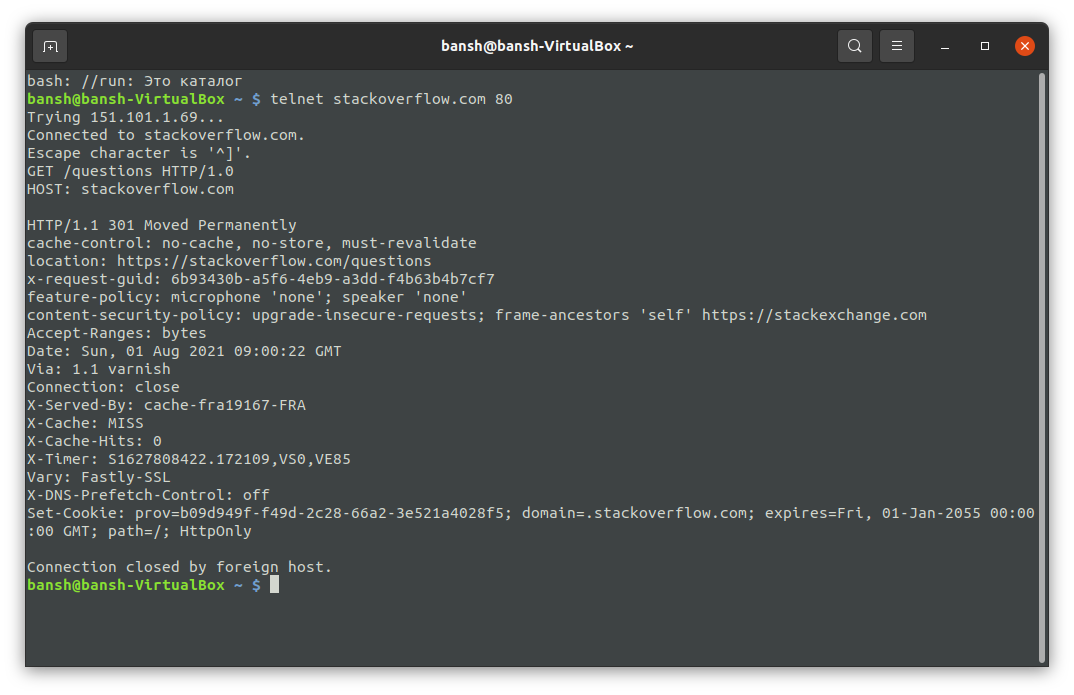 bansh@bansh-VirtualBox ~
bash: //run: Это каталог
bansh@bansh-VirtualBox ~ $ telnet stackoverflow.com 80
Trying 151.101.1.69...
Connected to stackoverflow.com.
Escape character is '^]'.
GET /questions HTTP/1.0
HOST: stackoverflow.com

HTTP/1.1 301 Moved Permanently
cache-control: no-cache, no-store, must-revalidate
location: https://stackoverflow.com/questions
x-request-guid: 6b93430b-a5f6-4eb9-a3dd-f4b63b4b7cf7
feature-policy: microphone 'none'; speaker 'none'
content-security-policy: upgrade-insecure-requests; frame-ancestors 'self' https://stackexchange.com
Accept-Ranges: bytes
Date: Sun, 01 Aug 2021 09:00:22 GMT
Via: 1.1 varnish
Connection: close
X-Served-By: cache-fra19167-FRA
X-Cache: MISS
X-Cache-Hits: 0
X-Timer: S1627808422.172109,VS0,VE85
Vary: Fastly-SSL
X-DNS-Prefetch-Control: off
Set-Cookie: prov=b09d949f-f49d-2c28-66a2-3e521a4028f5; domain=.stackoverflow.com; expires=Fri, 01-Jan-2055 00:00
:00 GMT; path=/; HttpOnly

Connection closed by foreign host.
bansh@bansh-VirtualBox ~ $